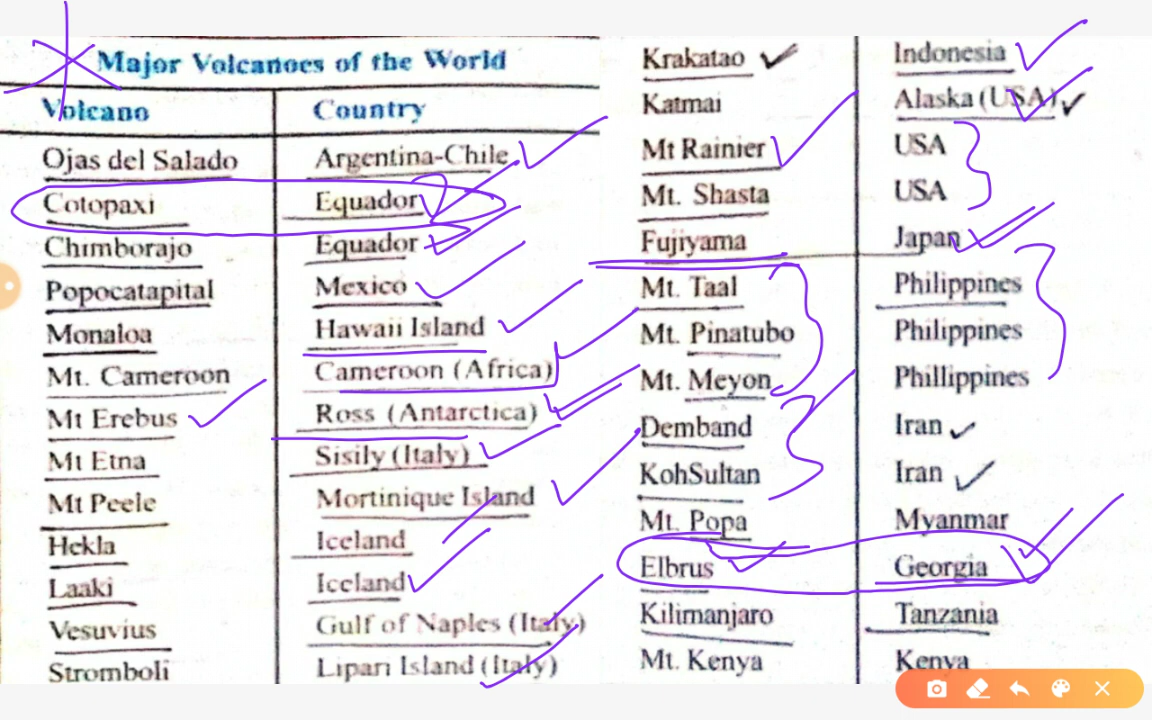 Major Volcanoes of the World
Volcano Country
Ojas del Salado Argentina-Chile
Cotopaxi Equador
Chimborajo Equador
Popocatapital Mexico
Monaloa Hawaii Island
Mt. Cameroon Cameroon (Africa)
Mt Erebus Ross (Antarctica)
Mt Etna Sisily (Italy)
Mt Peele Mortinique Island
Hekla Iceland
Laaki Iceland
Vesuvius Gulf of Naples (Italy)
Stromboli Lipari Island (Italy)
Krakatao Indonesia
Katmai Alaska (USA)
Mt Rainier USA
Mt. Shasta USA
Fujiyama Japan
Mt. Taal Philippines
Mt. Pinatubo Philippines
Mt. Meyon Phillippines
Demband Iran
KohSultan Iran
Mt. Popa Myanmar
Elbrus Georgia
Kilimanjaro Tanzania
Mt. Kenya Kenya